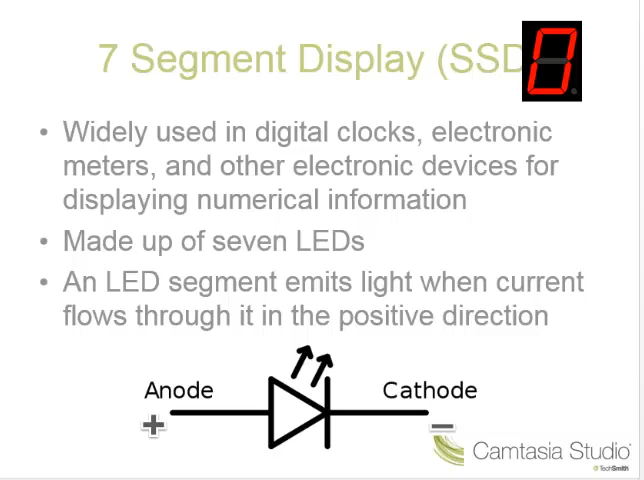 7 Segment Display (SSD
• Widely used in digital clocks, electronic
meters, and other electronic devices for
displaying numerical information
• Made up of seven LEDs
• An LED segment emits light when current
flows through it in the positive direction
Anode
Cathode
+
−
Camtasia Studio
TechSmith